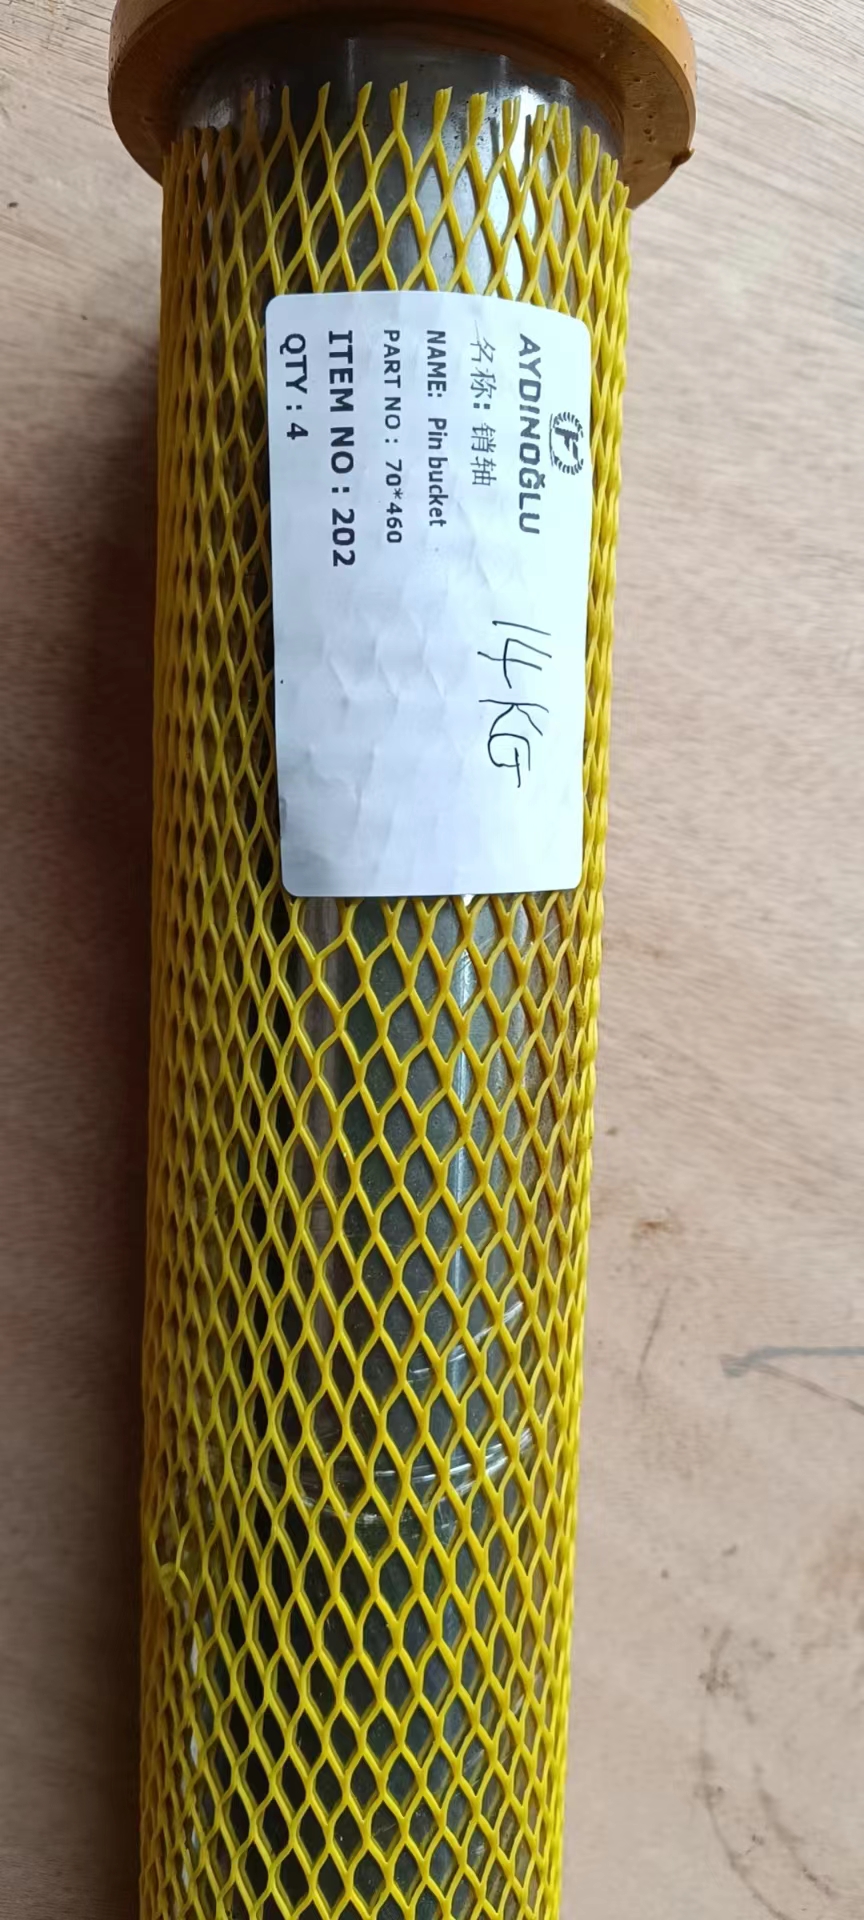 AYDINOĞLU
名称: 销轴
NAME: Pin bucket
PART NO : 70*460
ITEM NO : 202
QTY : 4
14KG